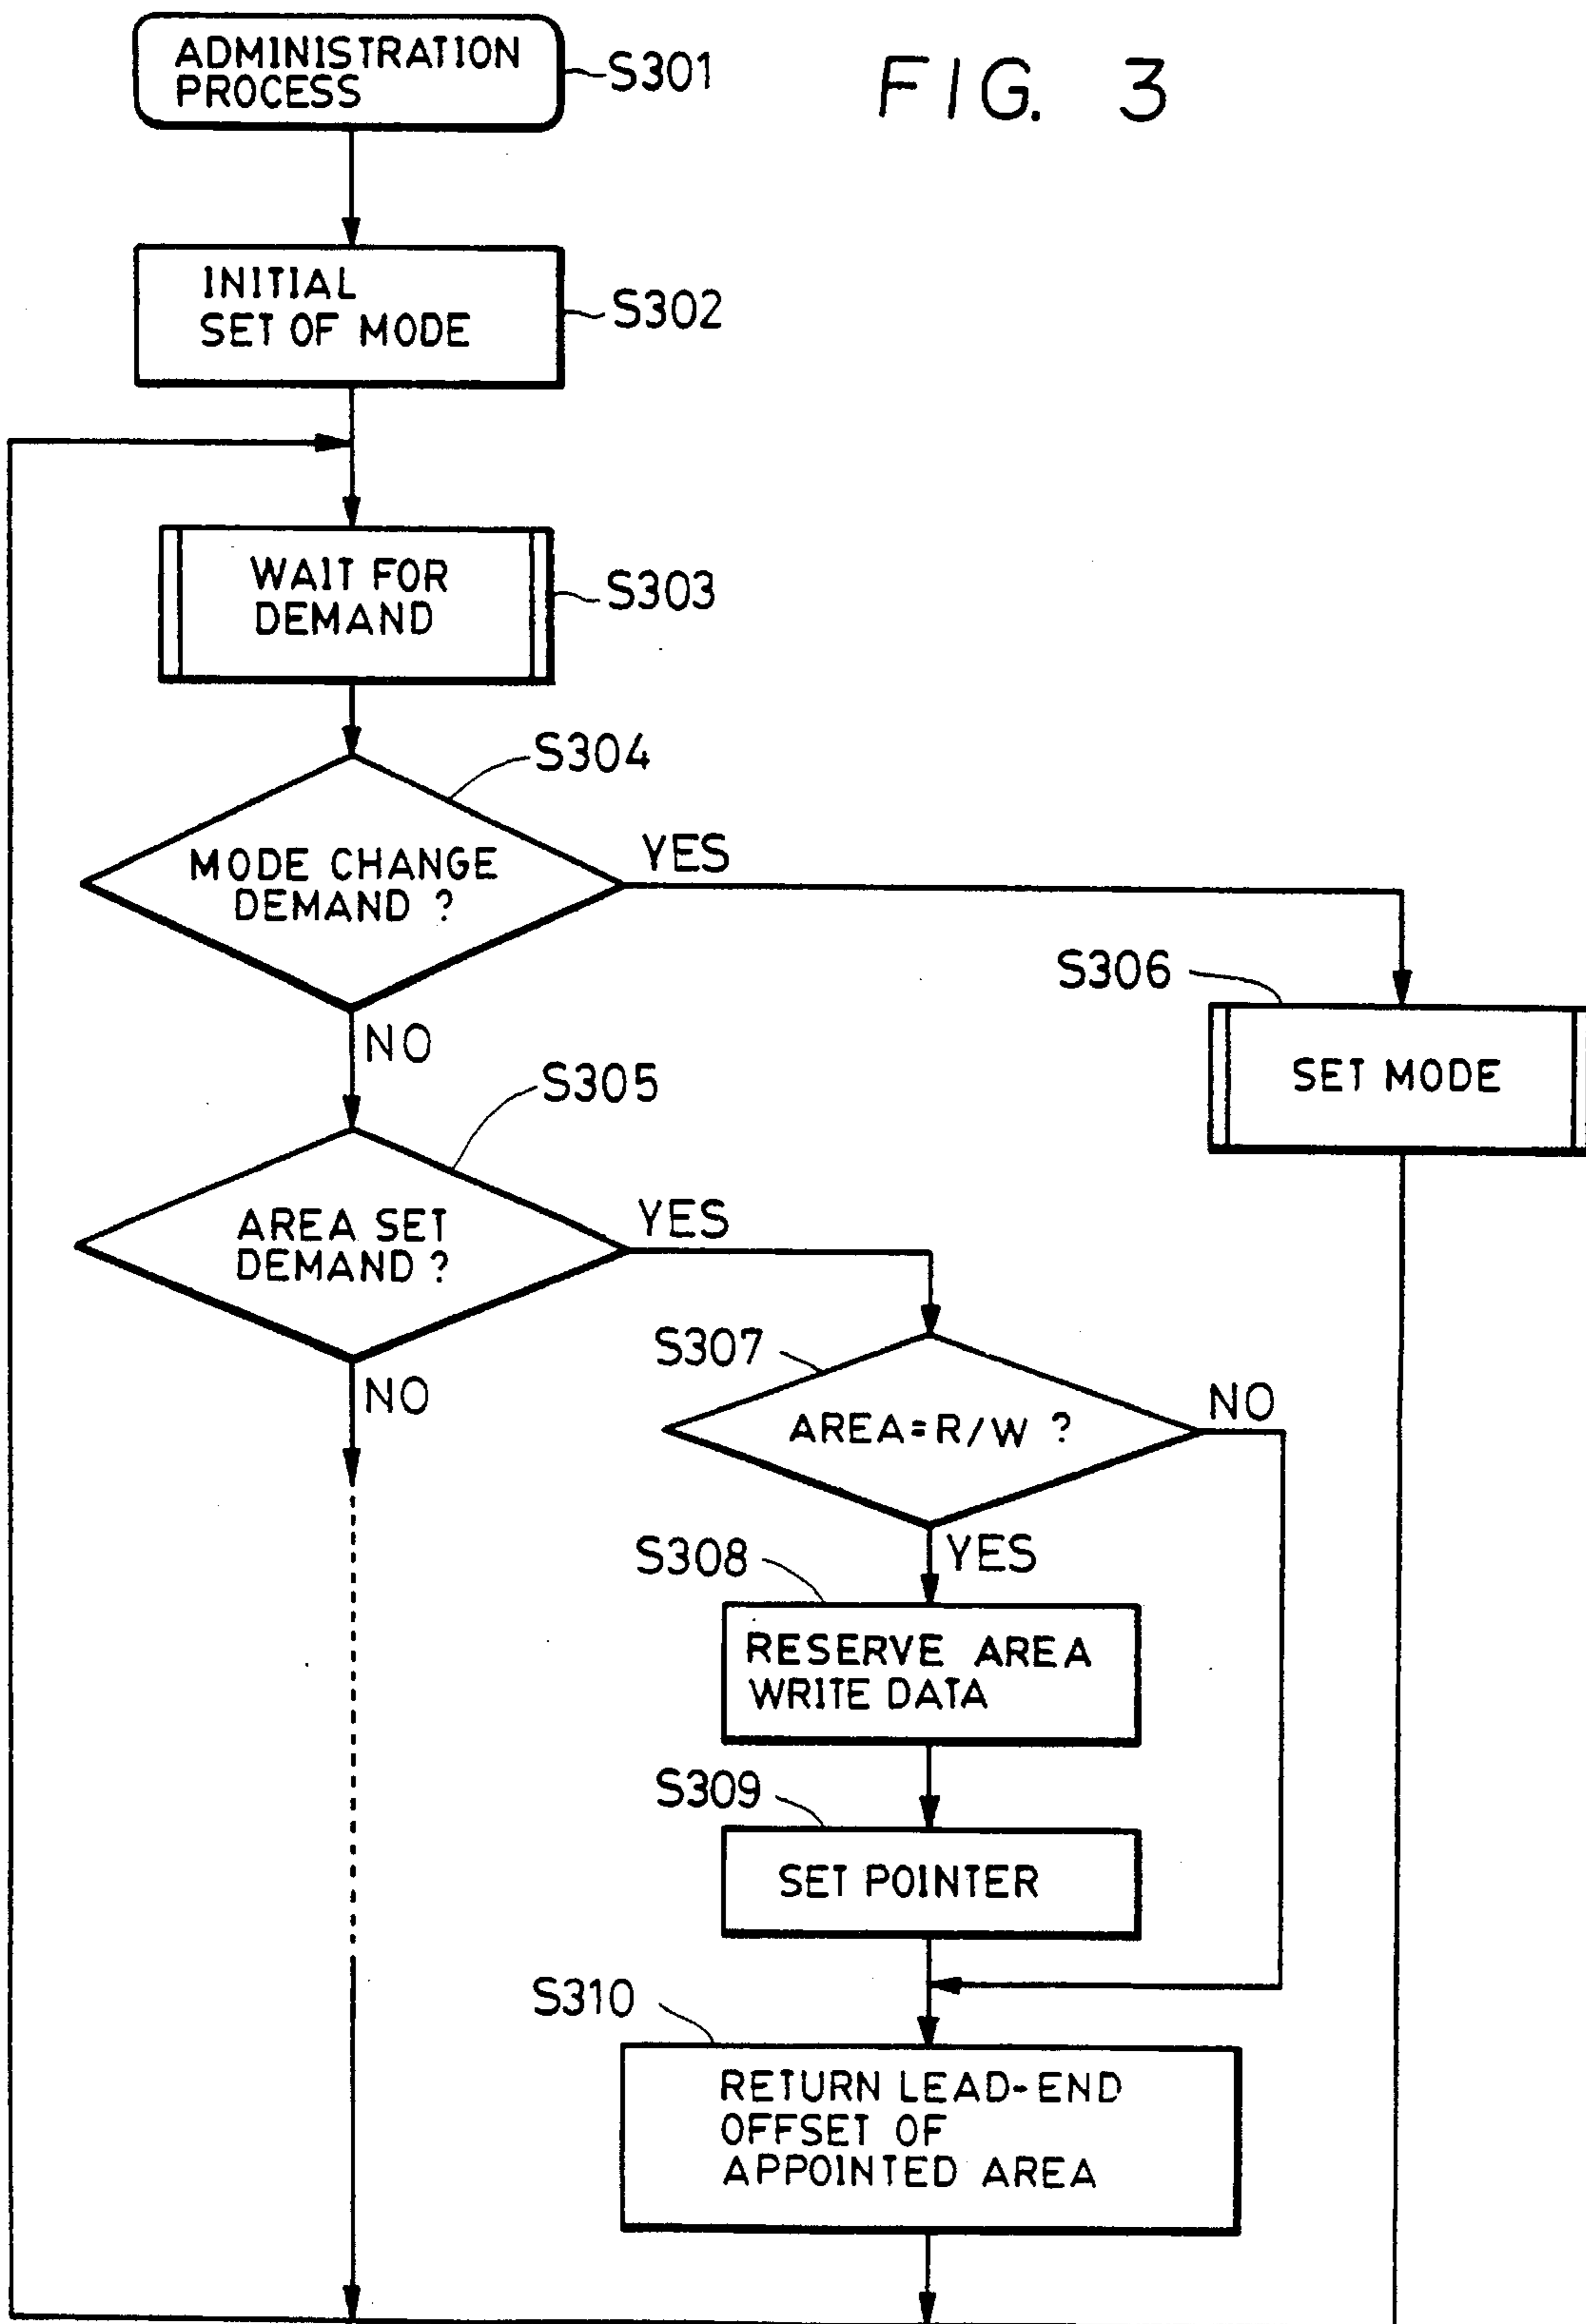 FIG. 3
ADMINISTRATION
PROCESS
S301
INITIAL
SET OF MODE
S302
WAIT FOR
DEMAND
S303
S304
MODE CHANGE
DEMAND ?
YES
NO
S306
SET MODE
S305
AREA SET
DEMAND ?
YES
NO
S307
AREA=R/W ?
NO
YES
S308
RESERVE AREA
WRITE DATA
S309
SET POINTER
S310
RETURN LEAD-END
OFFSET OF
APPOINTED AREA